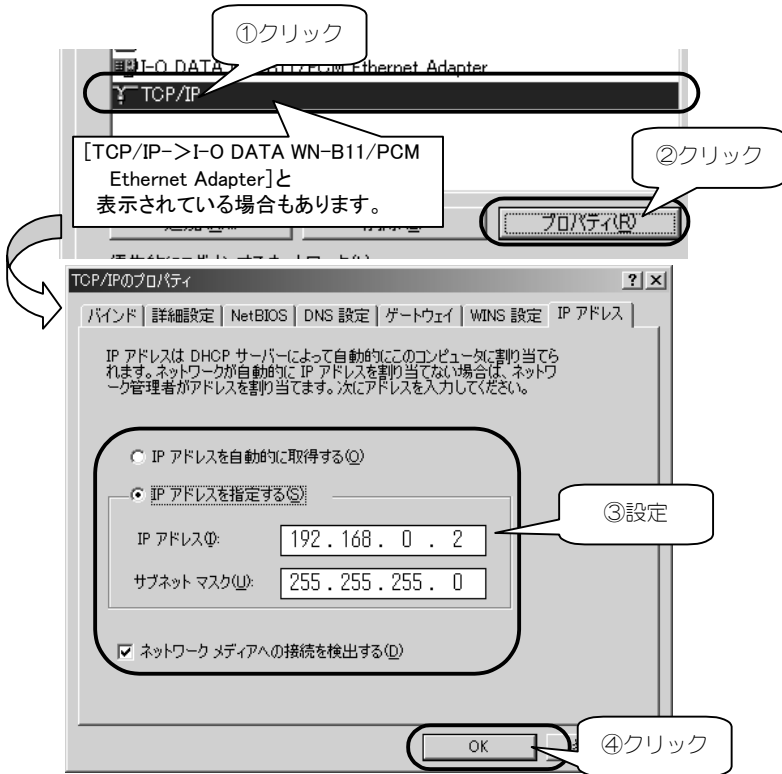 ①クリック
I-O DATA 11/PCM Ethernet Adapter
TCP/IP
[TCP/IP->I-O DATA WN-B11/PCM
Ethernet Adapter]と
表示されている場合もあります。
②クリック
プロパティ(R)
TCP/IPのプロパティ
バインド 詳細設定 NetBIOS DNS 設定 ゲートウェイ WINS 設定 IP アドレス
IP アドレスは DHCP サーバーによって自動的にこのコンピュータに割り当てら
れます。ネットワークが自動的に IP アドレスを割り当てない場合は、ネットワ
ーク管理者がアドレスを割り当てます。次にアドレスを入力してください。
IP アドレスを自動的に取得する(O)
IP アドレスを指定する(S)
IP アドレス(I): 192.168. 0 . 2
③設定
サブネット マスク(U): 255.255.255. 0
ネットワーク メディアへの接続を検出する(D)
OK
④クリック